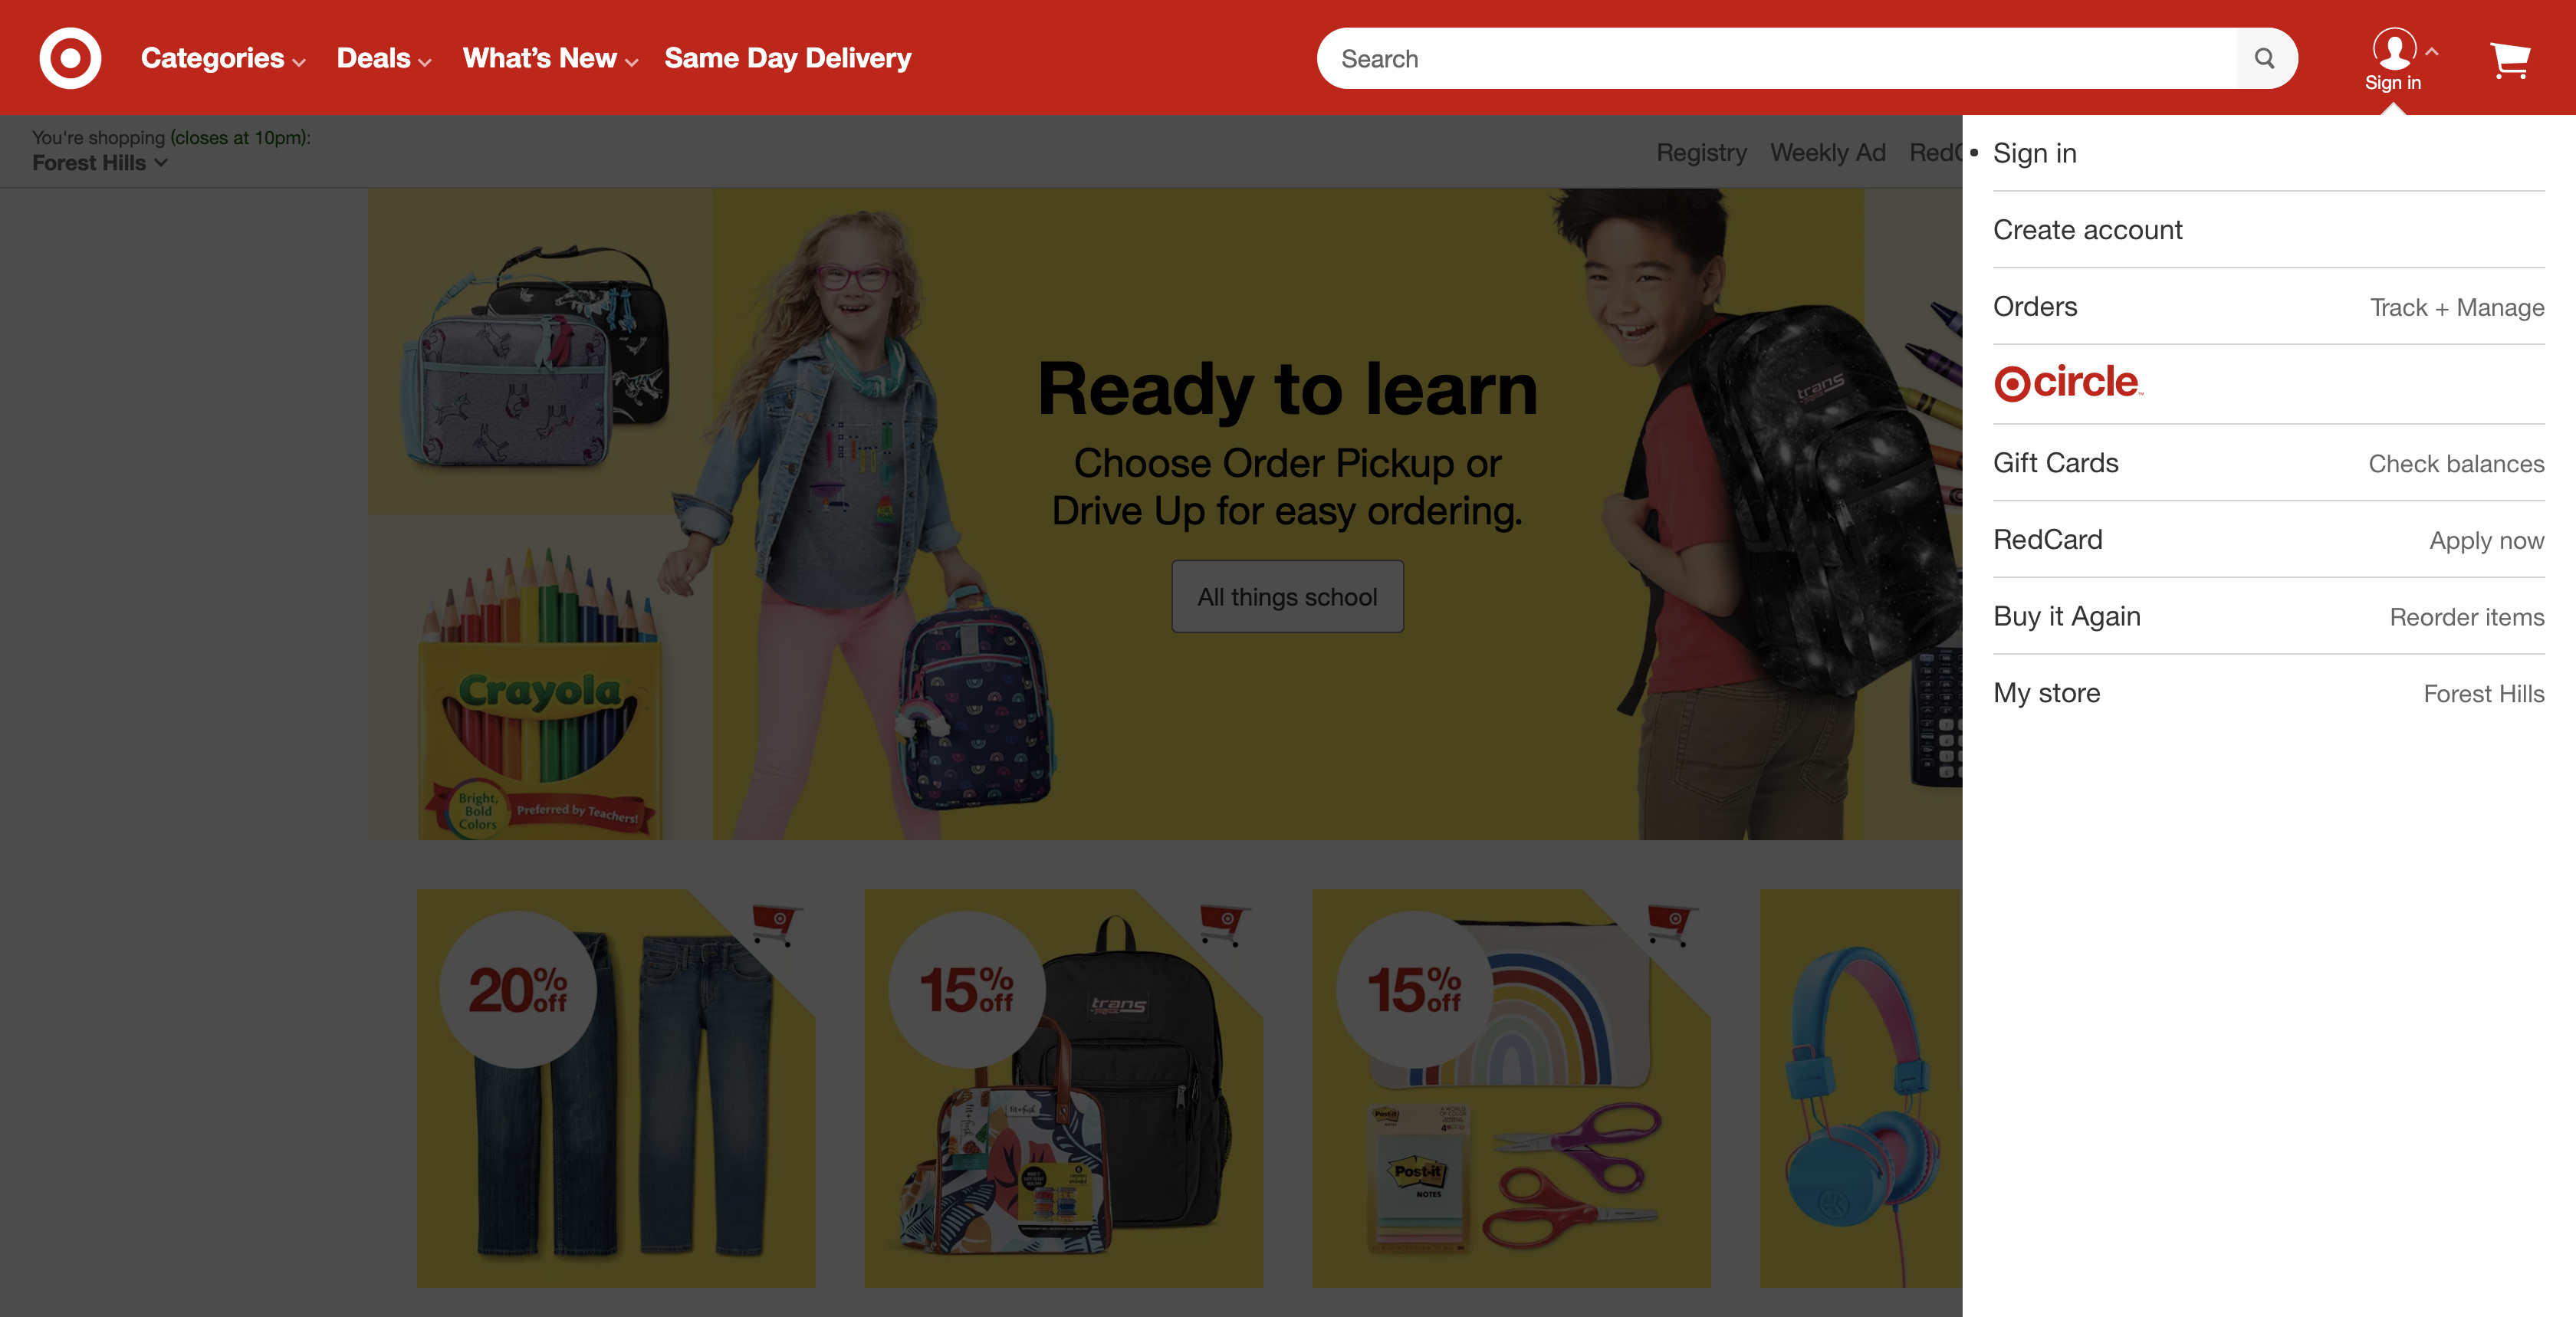 Categories
Deals
What's New
Same Day Delivery
Search
Sign in
You're shopping (closes at 10pm):
Forest Hills
Registry
Weekly Ad
RedC
Sign in
Create account
Orders
Track + Manage
circle
Gift Cards
Check balances
RedCard
Apply now
Buy it Again
Reorder items
My store
Forest Hills
Ready to learn
Choose Order Pickup or
Drive Up for easy ordering.
All things school
trans
Crayola
Bright,
Bold
Colors
Preferred by Teachers!
20% off
15% off
trans
15% off
Post-it
Post-it
NOTES